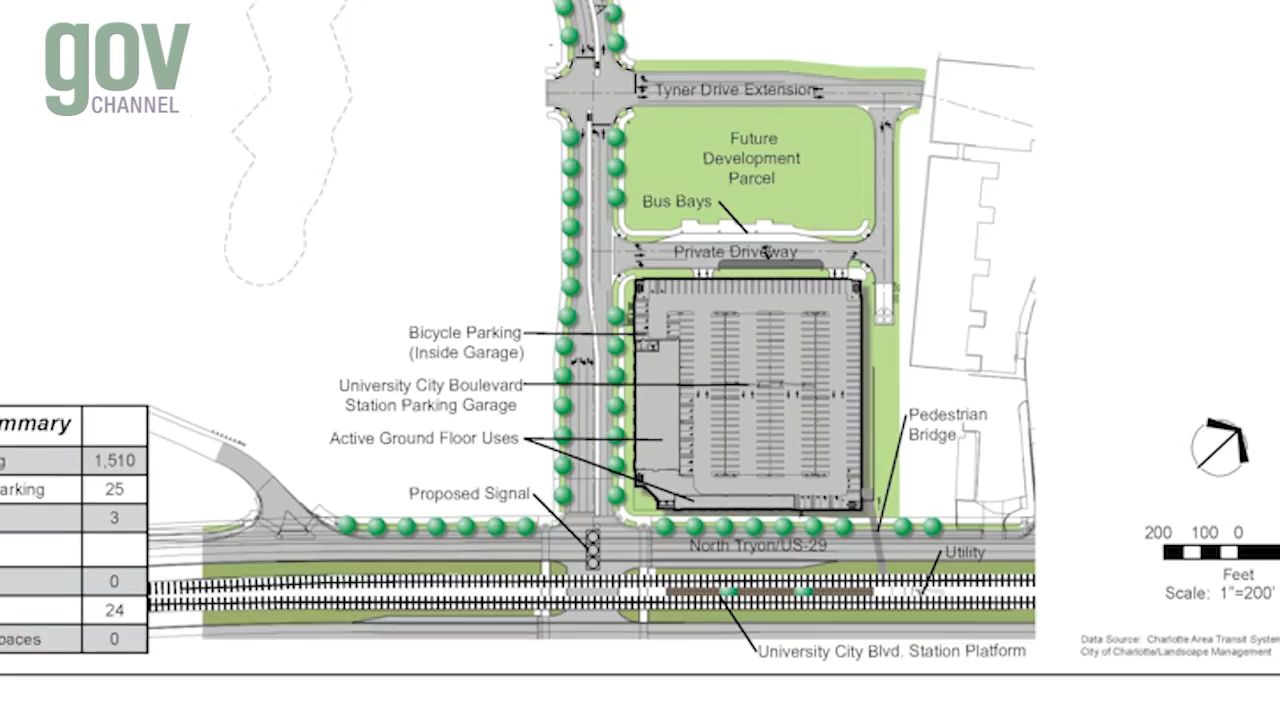 gov
CHANNEL
Tyner Drive Extension
Future
Development
Parcel
Bus Bays
Private Driveway
Bicycle Parking
(Inside Garage)
University City Boulevard
Station Parking Garage
Active Ground Floor Uses
Pedestrian
Bridge
Proposed Signal
North Tryon/US-29
Utility
University City Blvd. Station Platform
mmary
g 1,510
arking 25
3
0
24
paces 0
200 100 0
Feet
Scale: 1"=200'
Data Source: Charlotte Area Transit System
City of Charlotte/Landscape Management